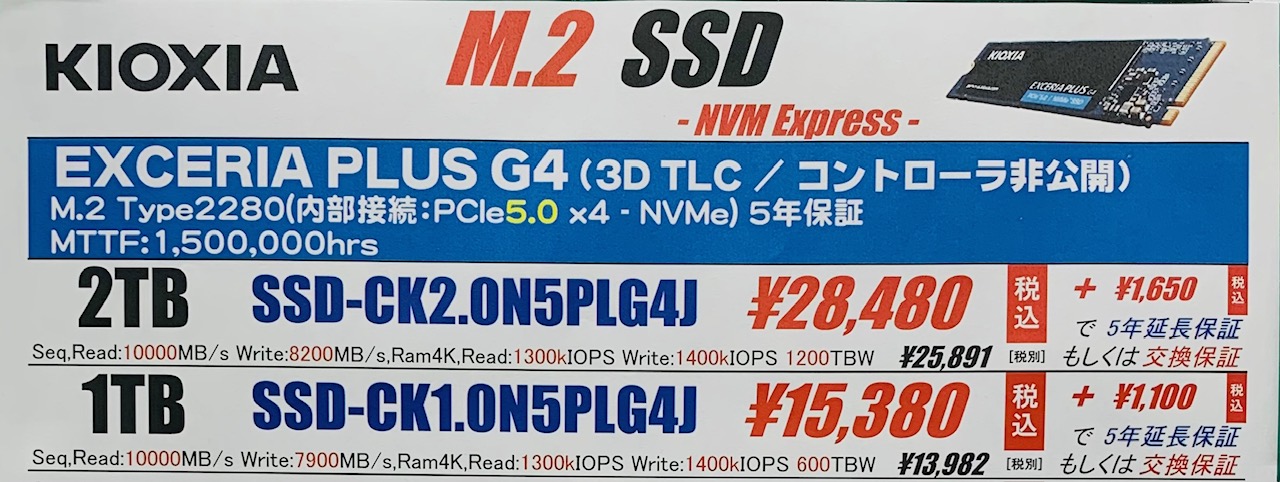 KIOXIA
M.2 SSD
- NVM Express -
KIOXIA
EXCERIA PLUS G4
EXCERIA PLUS G4 (3D TLC / コントローラ非公開)
M.2 Type2280(内部接続:PCIe5.0 x4 - NVMe) 5年保証
MTTF:1,500,000hrs
2TB SSD-CK2.0N5PLG4J ¥28,480 税込 + ¥1,650 税込
で 5年延長保証
Seq,Read:10000MB/s Write:8200MB/s,Ram4K,Read:1300kIOPS Write:1400kIOPS 1200TBW ¥25,891 [税別] もしくは 交換保証
1TB SSD-CK1.0N5PLG4J ¥15,380 税込 + ¥1,100 税込
で 5年延長保証
Seq,Read:10000MB/s Write:7900MB/s,Ram4K,Read:1300kIOPS Write:1400kIOPS 600TBW ¥13,982 [税別] もしくは 交換保証